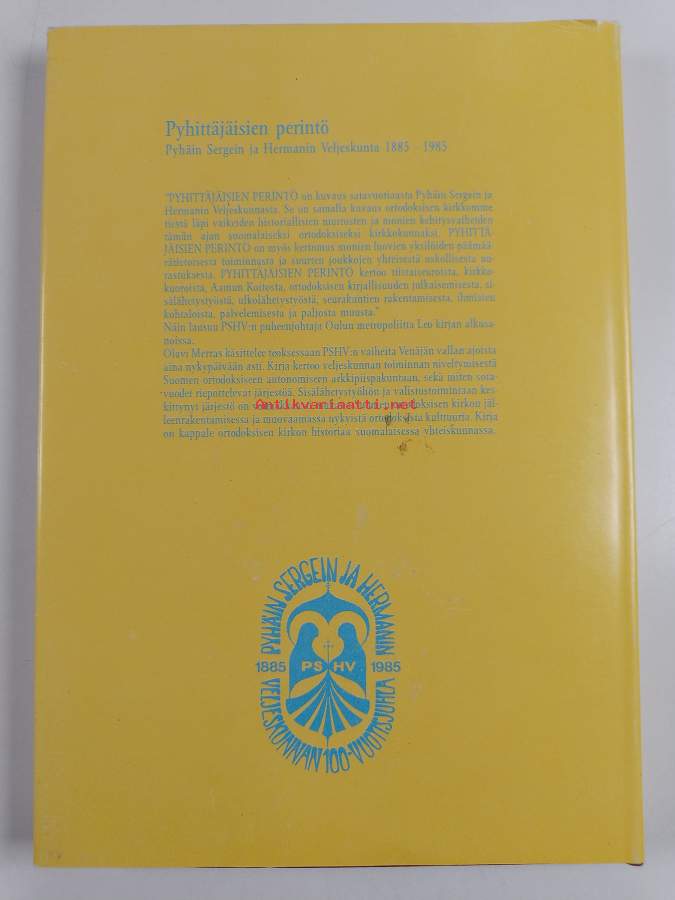 Pyhittäjäisien perintö
Pyhäin Sergein ja Hermanin Veljeskunta 1885 - 1985
"PYHITTÄJÄISIEN PERINTÖ on kuvaus satavuotiaasta Pyhäin Sergein ja
Hermanin Veljeskunnasta. Se on samalla kuvaus ortodoksisen kirkkomme
tiestä läpi vaikeiden historiallisten murrosten ja monien kehitysvaiheiden
tämän ajan suomalaiseksi ortodoksiseksi kirkkokunnaksi. PYHITTÄ-
JÄISIEN PERINTÖ on myös kertomus monien luovien yksilöiden päämää-
rätietoisesta toiminnasta ja suurten joukkojen yhteisestä uskollisesta uu-
rastuksesta. PYHITTÄJÄISIEN PERINTÖ kertoo tiistaiseuroista, kirkko-
kuoroista, Aamun Koitosta, ortodoksisen kirjallisuuden julkaisemisesta, si-
sälähetystyöstä, ulkolähetystyöstä, seurakuntien rakentamisesta, ihmisten
kohtaloista, palvelemisesta ja paljosta muusta."
Näin lausuu PSHV:n puheenjohtaja Oulun metropoliitta Leo kirjan alkusa-
noissa.
Olavi Merras käsittelee teoksessaan PSHV:n vaiheita Venäjän vallan ajoista
aina nykypäivään asti. Kirja kertoo veljeskunnan toiminnan niveltymisestä
Suomen ortodoksiseen autonomiseen arkkipiispakuntaan, sekä miten sota-
vuodet riepottelevat järjestöä. Sisälähetystyöhön ja valistustoimintaan kes-
kittynyt järjestö on ortodoksisen kirkon jäl-
Antikvariaatti.net
leenrakentamisessa ja muovaamassa nykyistä ortodoksista kulttuuria. Kirja
on kappale ortodoksisen kirkon historiaa suomalaisessa yhteiskunnassa.
PYHÄIN SERGEIN JA HERMANIN
1885 PSHV 1985
VELJESKUNNAN 100-VUOTISJUHLA